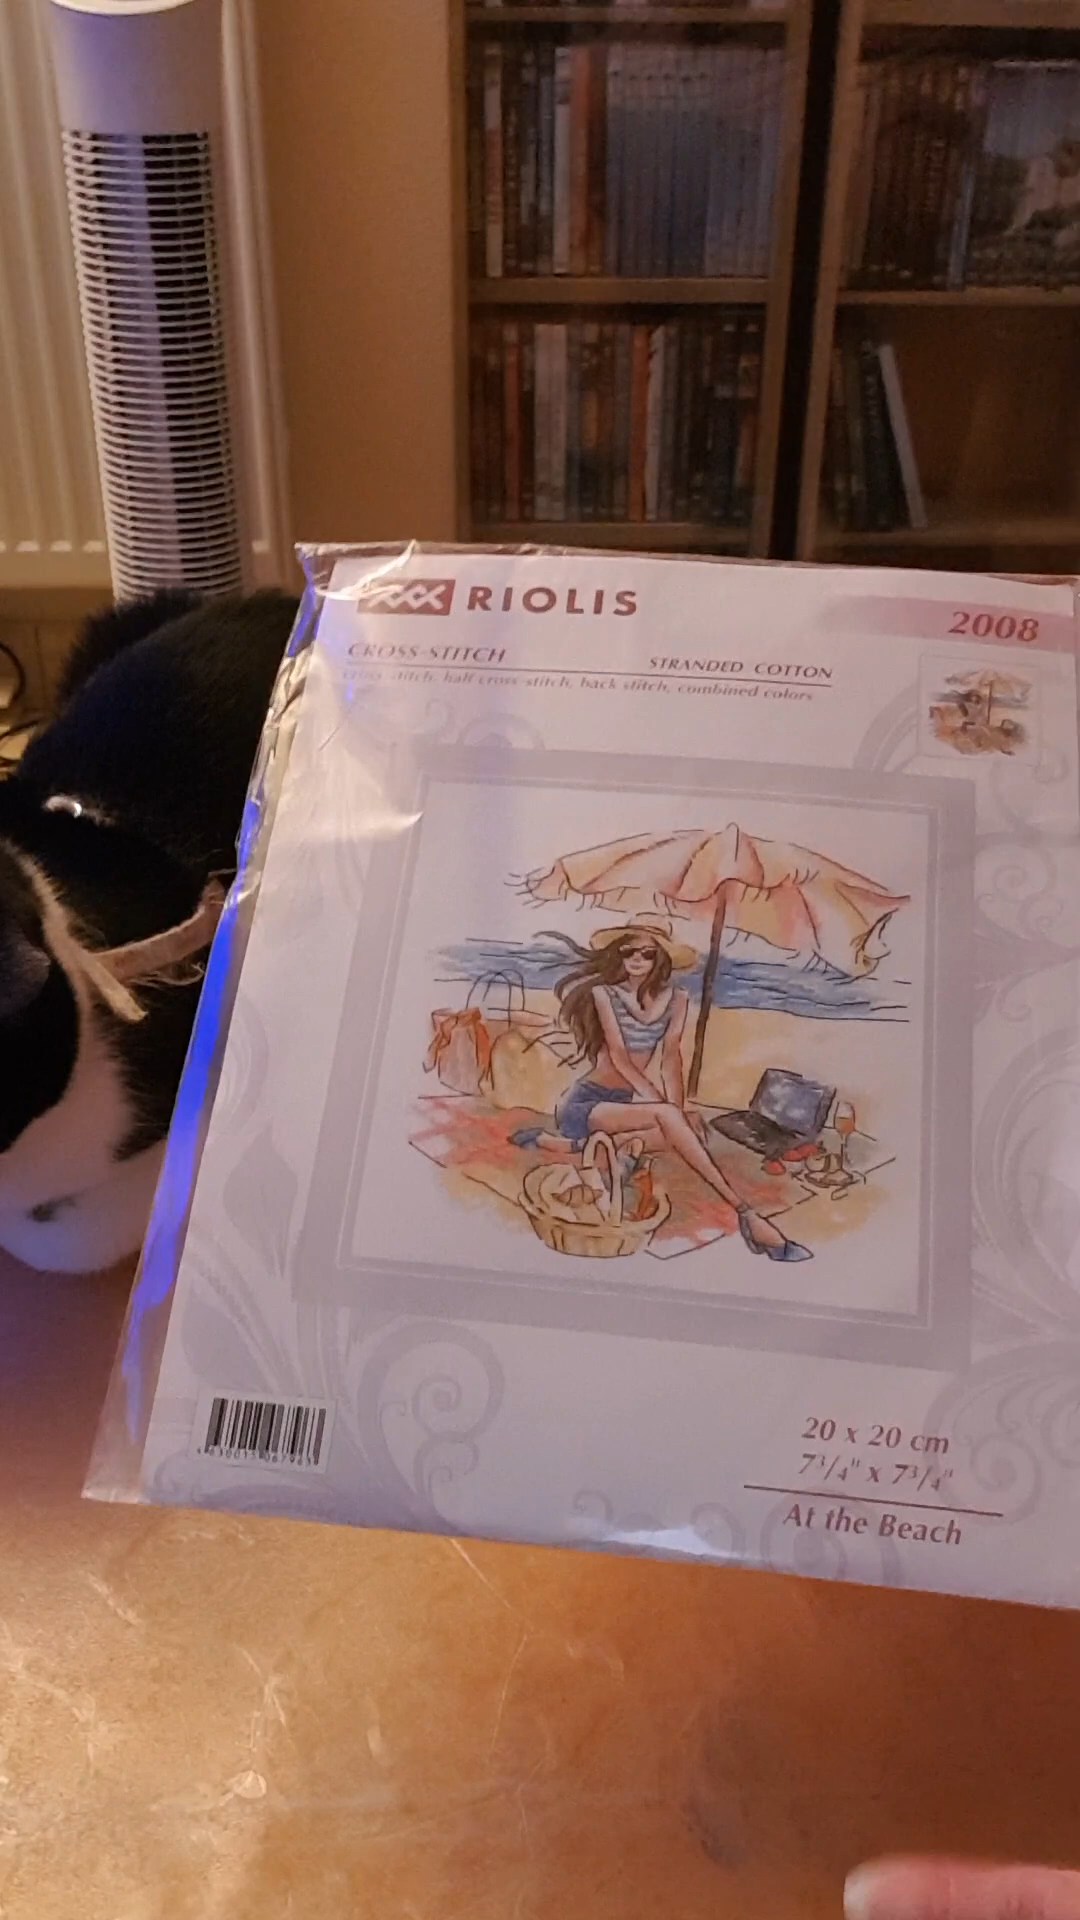 RIOLIS
2008
CROSS-STITCH
STRANDED COTTON
cross-stitch, half cross-stitch, back stitch, combined colors
20 x 20 cm
7³/₄" x 7³/₄"
At the Beach